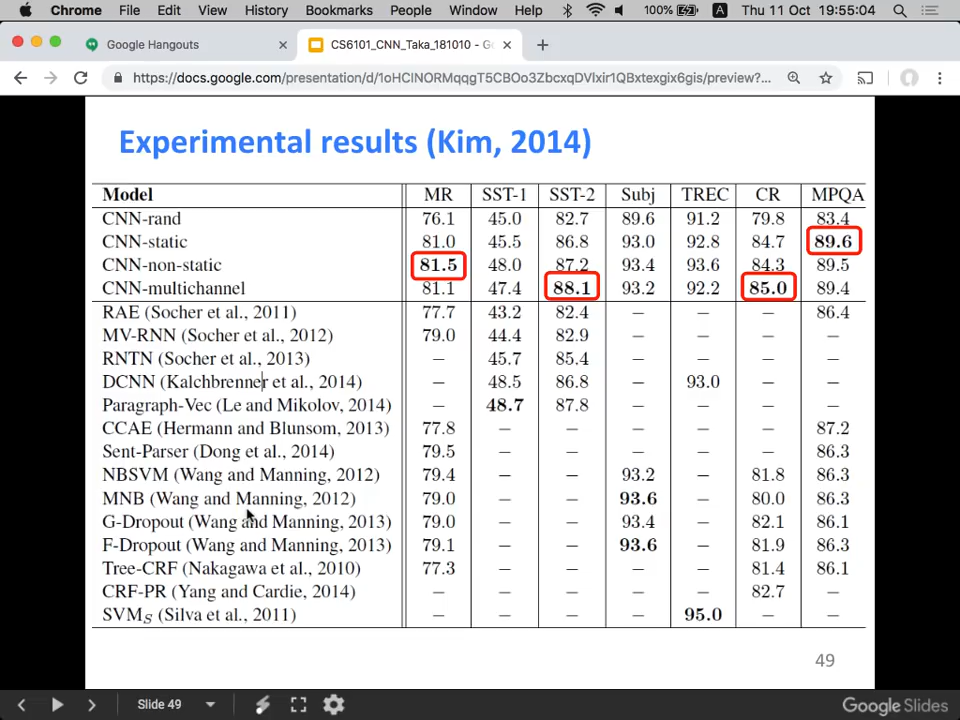 Chrome File Edit View History Bookmarks People Window Help 100% A Thu 11 Oct 19:55:04
Google Hangouts × CS6101_CNN_Taka_181010 - Go × +
https://docs.google.com/presentation/d/1oHClNORMqqgT5CBOo3ZbcxqDVlxir1QBxtexgix6gis/preview?...
Experimental results (Kim, 2014)
Model MR SST-1 SST-2 Subj TREC CR MPQA
CNN-rand 76.1 45.0 82.7 89.6 91.2 79.8 83.4
CNN-static 81.0 45.5 86.8 93.0 92.8 84.7 89.6
CNN-non-static 81.5 48.0 87.2 93.4 93.6 84.3 89.5
CNN-multichannel 81.1 47.4 88.1 93.2 92.2 85.0 89.4
RAE (Socher et al., 2011) 77.7 43.2 82.4 – – – 86.4
MV-RNN (Socher et al., 2012) 79.0 44.4 82.9 – – – –
RNTN (Socher et al., 2013) – 45.7 85.4 – – – –
DCNN (Kalchbrenner et al., 2014) – 48.5 86.8 – 93.0 – –
Paragraph-Vec (Le and Mikolov, 2014) – 48.7 87.8 – – – –
CCAE (Hermann and Blunsom, 2013) 77.8 – – – – – 87.2
Sent-Parser (Dong et al., 2014) 79.5 – – – – – 86.3
NBSVM (Wang and Manning, 2012) 79.4 – – 93.2 – 81.8 86.3
MNB (Wang and Manning, 2012) 79.0 – – 93.6 – 80.0 86.3
G-Dropout (Wang and Manning, 2013) 79.0 – – 93.4 – 82.1 86.1
F-Dropout (Wang and Manning, 2013) 79.1 – – 93.6 – 81.9 86.3
Tree-CRF (Nakagawa et al., 2010) 77.3 – – – – 81.4 86.1
CRF-PR (Yang and Cardie, 2014) – – – – – 82.7 –
SVMS (Silva et al., 2011) – – – – 95.0 – –
49
Slide 49 Google Slides